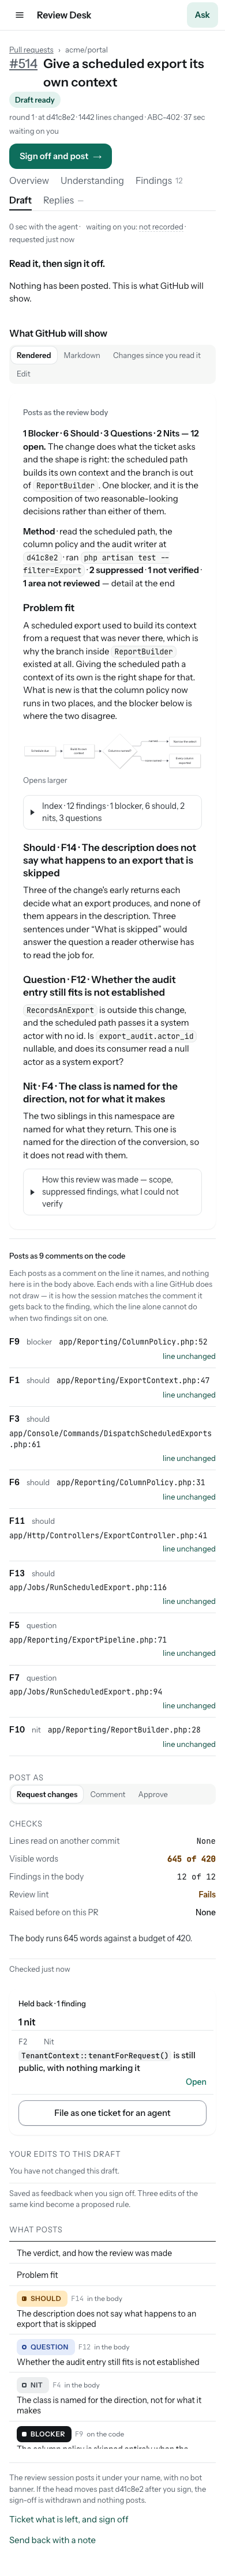 Review Desk
Ask
Pull requests › acme/portal
#514 Give a scheduled export its
own context
Draft ready
round 1 · at d41c8e2 · 1442 lines changed · ABC-402 · 37 sec
waiting on you
Sign off and post →
Overview Understanding Findings 12
Draft Replies —
0 sec with the agent · waiting on you: not recorded ·
requested just now
Read it, then sign it off.
Nothing has been posted. This is what GitHub will
show.
What GitHub will show
Rendered Markdown Changes since you read it
Edit
Posts as the review body
1 Blocker · 6 Should · 3 Questions · 2 Nits — 12
open. The change does what the ticket asks
and the shape is right: the scheduled path
builds its own context and the branch is out
of ReportBuilder . One blocker, and it is the
composition of two reasonable-looking
decisions rather than either of them.
Method · read the scheduled path, the
column policy and the audit writer at
d41c8e2 · ran php artisan test --
filter=Export · 2 suppressed · 1 not verified ·
1 area not reviewed — detail at the end
Problem fit
A scheduled export used to build its context
from a request that was never there, which is
why the branch inside ReportBuilder
existed at all. Giving the scheduled path a
context of its own is the right shape for that.
What is new is that the column policy now
runs in two places, and the blocker below is
where they disagree.
Opens larger
Index · 12 findings · 1 blocker, 6 should, 2
nits, 3 questions
Should · F14 · The description does not
say what happens to an export that is
skipped
Three of the change's early returns each
decide what an export produces, and none of
them appears in the description. Three
sentences under “What is skipped” would
answer the question a reader otherwise has
to read the job for.
Question · F12 · Whether the audit
entry still fits is not established
RecordsAnExport is outside this change,
and the scheduled path passes it a system
actor with no id. Is export_audit.actor_id
nullable, and does its consumer read a null
actor as a system export?
Nit · F4 · The class is named for the
direction, not for what it makes
The two siblings in this namespace are
named for what they return. This one is
named for the direction of the conversion, so
it does not read with them.
How this review was made — scope,
suppressed findings, what I could not
verify
Posts as 9 comments on the code
Each posts as a comment on the line it names, and nothing
here is in the body above. Each ends with a line GitHub does
not draw — it is how the session matches the comment it
gets back to the finding, which the line alone cannot do
when two findings sit on one.
F9 blocker app/Reporting/ColumnPolicy.php:52
line unchanged
F1 should app/Reporting/ExportContext.php:47
line unchanged
F3 should
app/Console/Commands/DispatchScheduledExports
.php:61
line unchanged
F6 should app/Reporting/ColumnPolicy.php:31
line unchanged
F11 should
app/Http/Controllers/ExportController.php:41
line unchanged
F13 should
app/Jobs/RunScheduledExport.php:116
line unchanged
F5 question
app/Reporting/ExportPipeline.php:71
line unchanged
F7 question
app/Jobs/RunScheduledExport.php:94
line unchanged
F10 nit app/Reporting/ReportBuilder.php:28
line unchanged
POST AS
Request changes Comment Approve
CHECKS
Lines read on another commit None
Visible words 645 of 420
Findings in the body 12 of 12
Review lint Fails
Raised before on this PR None
The body runs 645 words against a budget of 420.
Checked just now
Held back · 1 finding
1 nit
F2 Nit
TenantContext::tenantForRequest() is still
public, with nothing marking it
Open
File as one ticket for an agent
YOUR EDITS TO THIS DRAFT
You have not changed this draft.
Saved as feedback when you sign off. Three edits of the
same kind become a proposed rule.
WHAT POSTS
The verdict, and how the review was made
Problem fit
SHOULD F14 in the body
The description does not say what happens to an
export that is skipped
QUESTION F12 in the body
Whether the audit entry still fits is not established
NIT F4 in the body
The class is named for the direction, not for what it
makes
BLOCKER F9 on the code
The review session posts it under your name, with no bot
banner. If the head moves past d41c8e2 after you sign, the
sign-off is withdrawn and nothing posts.
Ticket what is left, and sign off
Send back with a note